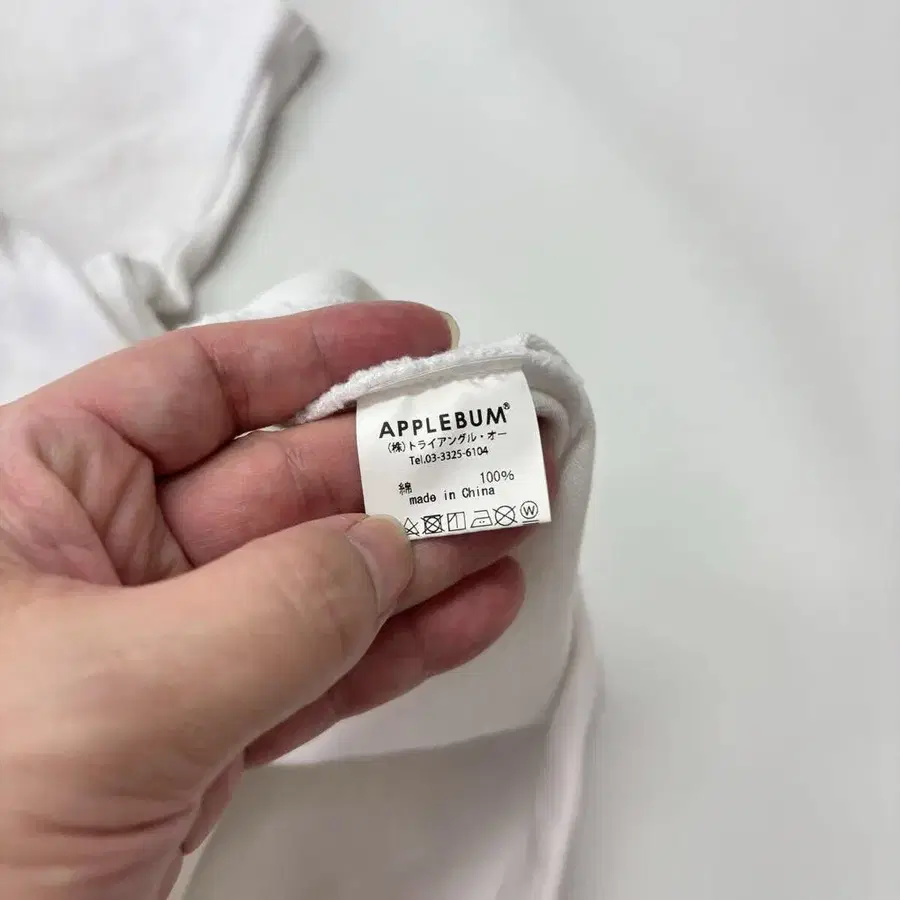 APPLEBUM®
(株)トライアングル・オー
Tel.03-3325-6104
綿 100%
made in China
W